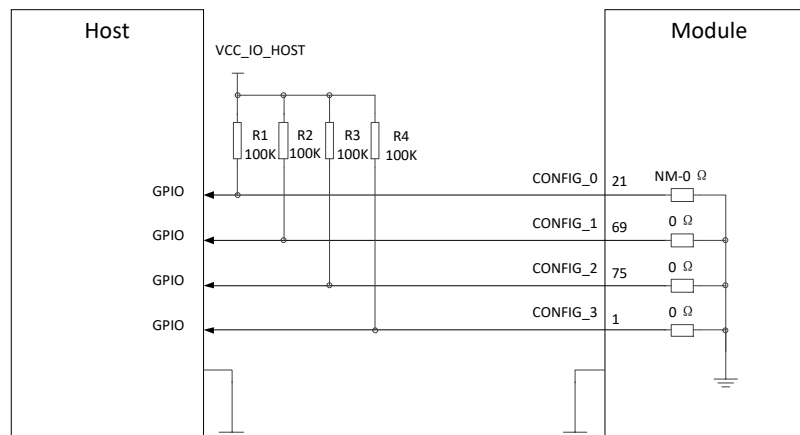 Host
Module
VCC_IO_HOST
R1
100K
R2
100K
R3
100K
R4
100K
GPIO
CONFIG_0
21
NM-0 Ω
GPIO
CONFIG_1
69
0 Ω
GPIO
CONFIG_2
75
0 Ω
GPIO
CONFIG_3
1
0 Ω